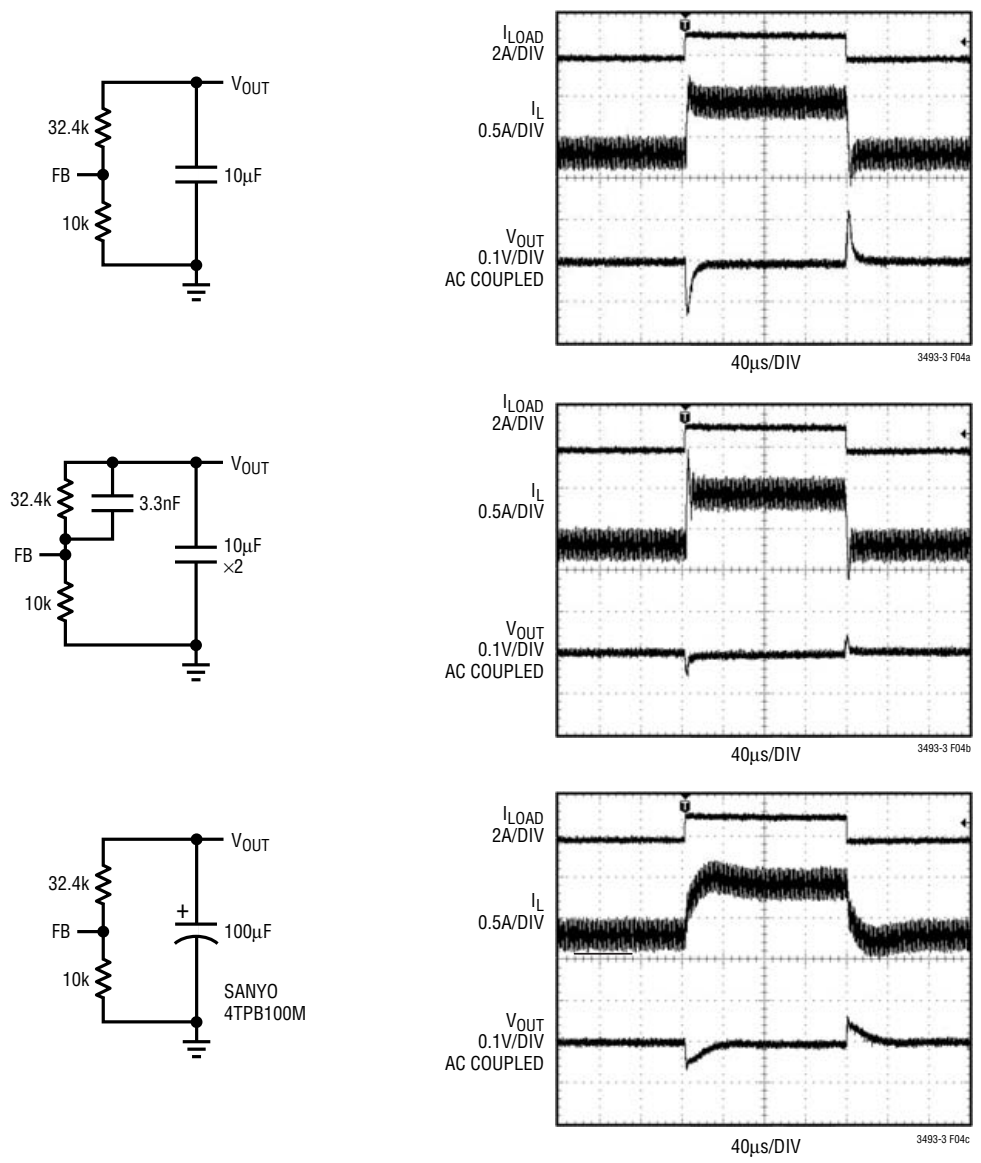 VOUT
32.4k
FB
10k
10µF
ILOAD
2A/DIV
IL
0.5A/DIV
VOUT
0.1V/DIV
AC COUPLED
T
40µs/DIV
3493-3 F04a
VOUT
32.4k
3.3nF
FB
10k
10µF
×2
ILOAD
2A/DIV
IL
0.5A/DIV
VOUT
0.1V/DIV
AC COUPLED
T
40µs/DIV
3493-3 F04b
VOUT
32.4k
FB
10k
+
100µF
SANYO
4TPB100M
ILOAD
2A/DIV
IL
0.5A/DIV
VOUT
0.1V/DIV
AC COUPLED
T
40µs/DIV
3493-3 F04c